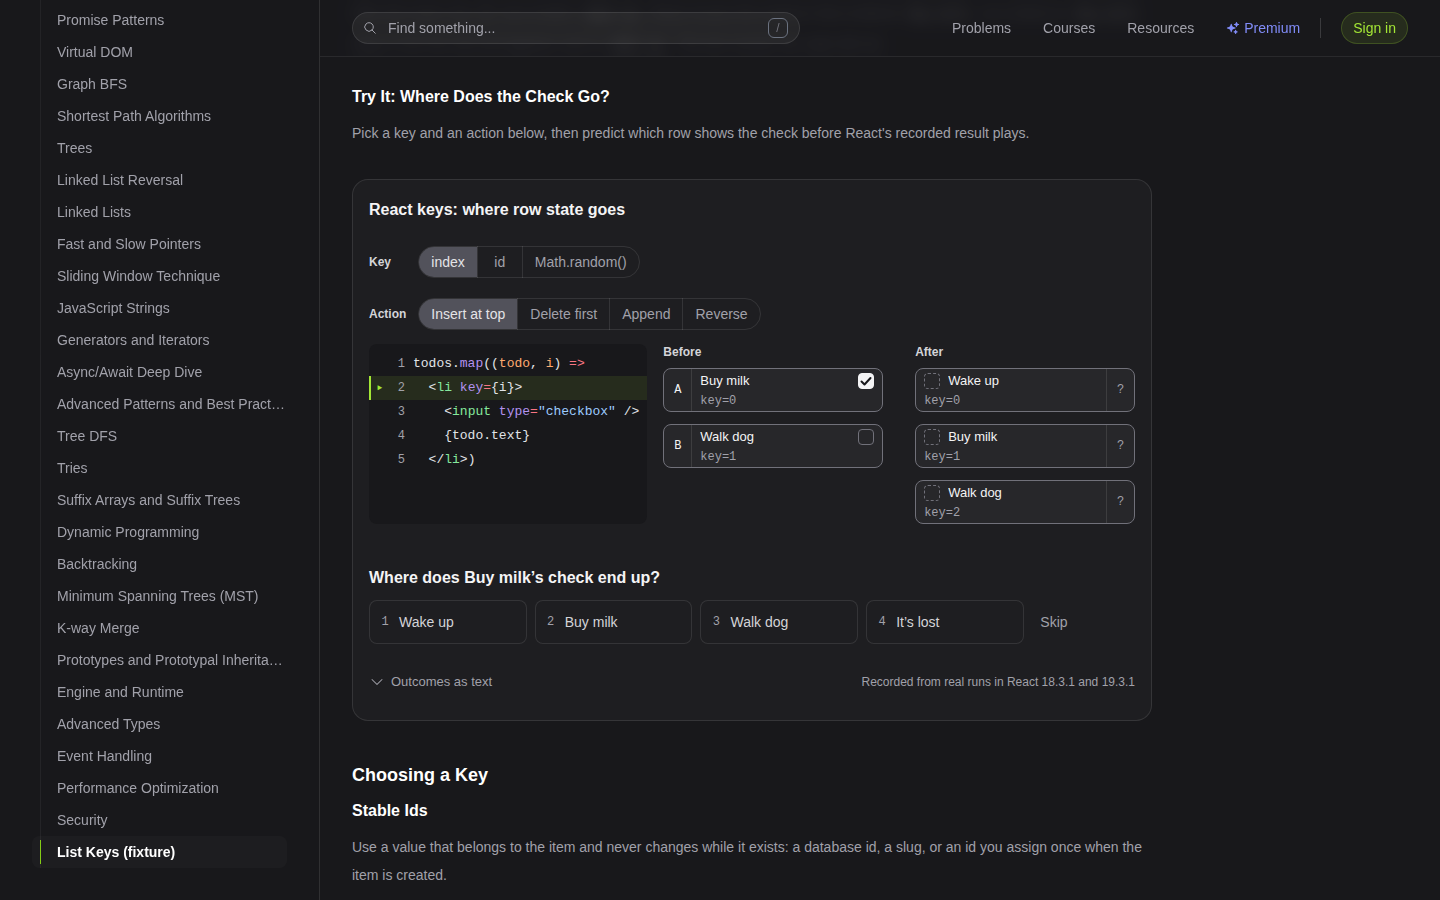 Promise Patterns
Virtual DOM
Graph BFS
Shortest Path Algorithms
Trees
Linked List Reversal
Linked Lists
Fast and Slow Pointers
Sliding Window Technique
JavaScript Strings
Generators and Iterators
Async/Await Deep Dive
Advanced Patterns and Best Pract…
Tree DFS
Tries
Suffix Arrays and Suffix Trees
Dynamic Programming
Backtracking
Minimum Spanning Trees (MST)
K-way Merge
Prototypes and Prototypal Inherita…
Engine and Runtime
Advanced Types
Event Handling
Performance Optimization
Security
List Keys (fixture)
Find something... /
Problems Courses Resources Premium Sign in
Try It: Where Does the Check Go?
Pick a key and an action below, then predict which row shows the check before React's recorded result plays.
React keys: where row state goes
Key index id Math.random()
Action Insert at top Delete first Append Reverse
1 todos.map((todo, i) =>
2 <li key={i}>
3 <input type="checkbox" />
4 {todo.text}
5 </li>)
Before
A Buy milk
key=0
B Walk dog
key=1
After
Wake up ?
key=0
Buy milk ?
key=1
Walk dog ?
key=2
Where does Buy milk’s check end up?
1 Wake up 2 Buy milk 3 Walk dog 4 It’s lost Skip
Outcomes as text Recorded from real runs in React 18.3.1 and 19.3.1
Choosing a Key
Stable Ids
Use a value that belongs to the item and never changes while it exists: a database id, a slug, or an id you assign once when the
item is created.